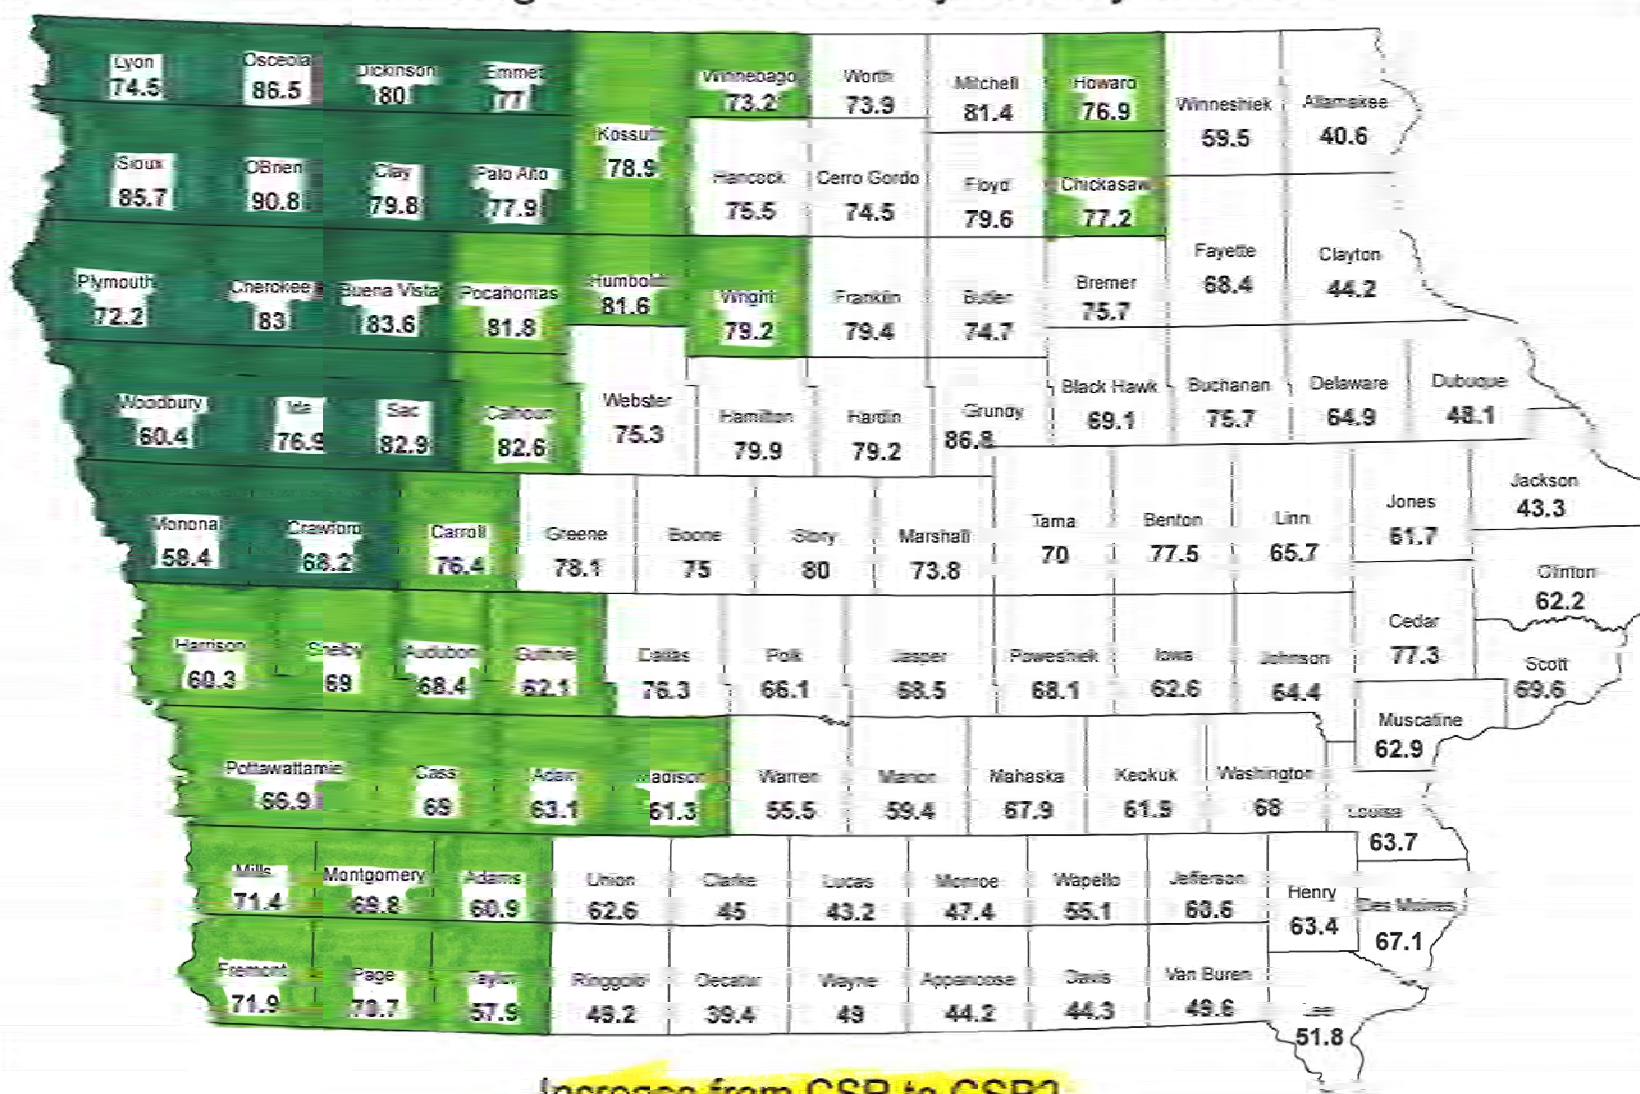 Lyon 74.5
Osceola 86.5
Dickinson 80
Emmet 77
Kossuth 78.9
Winnebago 73.2
Worth 73.9
Mitchell 81.4
Howard 76.9
Winneshiek 59.5
Allamakee 40.6
Sioux 85.7
OBrien 90.8
Clay 79.8
Palo Alto 77.9
Hancock 75.5
Cerro Gordo 74.5
Floyd 79.6
Chickasaw 77.2
Plymouth 72.2
Cherokee 83
Buena Vista 83.6
Pocahontas 81.8
Humboldt 81.6
Wright 79.2
Franklin 79.4
Butler 74.7
Bremer 75.7
Fayette 68.4
Clayton 44.2
Woodbury 60.4
Ida 76.9
Sac 82.9
Calhoun 82.6
Webster 75.3
Hamilton 79.9
Hardin 79.2
Grundy 86.8
Black Hawk 69.1
Buchanan 75.7
Delaware 64.9
Dubuque 48.1
Monona 58.4
Crawford 68.2
Carroll 76.4
Greene 78.1
Boone 75
Story 80
Marshall 73.8
Tama 70
Benton 77.5
Linn 65.7
Jones 61.7
Jackson 43.3
Clinton 62.2
Harrison 60.3
Shelby 69
Audubon 68.4
Guthrie 62.1
Dallas 76.3
Polk 66.1
Jasper 68.5
Poweshiek 68.1
Iowa 62.6
Johnson 64.4
Cedar 77.3
Scott 69.6
Muscatine 62.9
Pottawattamie 66.9
Cass 69
Adair 63.1
Madison 61.3
Warren 55.5
Marion 59.4
Mahaska 67.9
Keokuk 61.9
Washington 68
Louisa 63.7
Mills 71.4
Montgomery 69.8
Adams 60.9
Union 62.6
Clarke 45
Lucas 43.2
Monroe 47.4
Wapello 55.1
Jefferson
Henry 63.4
Des Moines 67.1
Fremont 71.9
Page
Taylor 57.9
Ringgold
Decatur 39.4
Wayne 49
Appanoose 44.2
Davis 44.3
Van Buren 49.6
Lee 51.8
Increase from CSR to CSR2